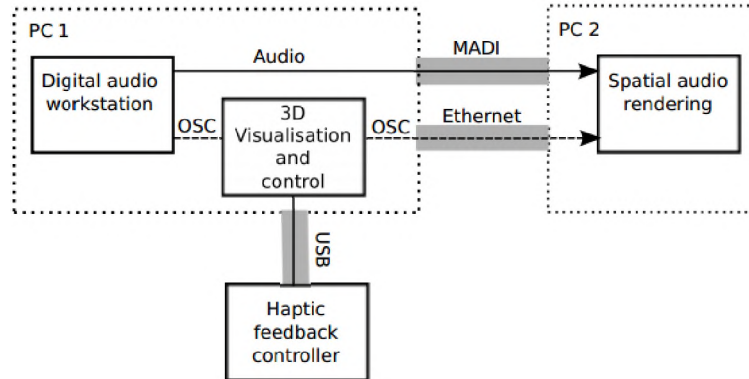 PC 1
PC 2
Audio
MADI
Digital audio
workstation
Spatial audio
rendering
OSC
3D
Visualisation
and
control
OSC
Ethernet
USB
Haptic
feedback
controller